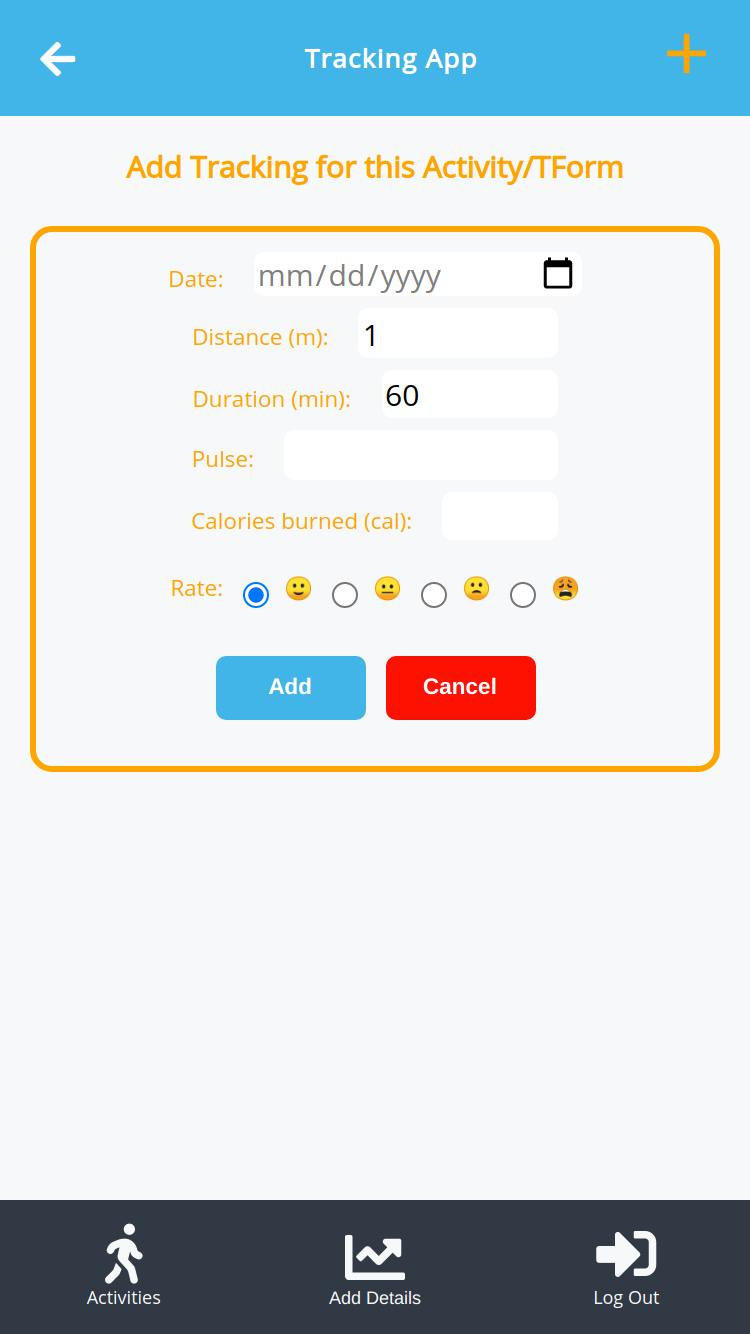 Tracking App
Add Tracking for this Activity/TForm
Date: mm/dd/yyyy
Distance (m): 1
Duration (min): 60
Pulse:
Calories burned (cal):
Rate: 🙂 😐 🙁 😩
Add Cancel
Activities Add Details Log Out